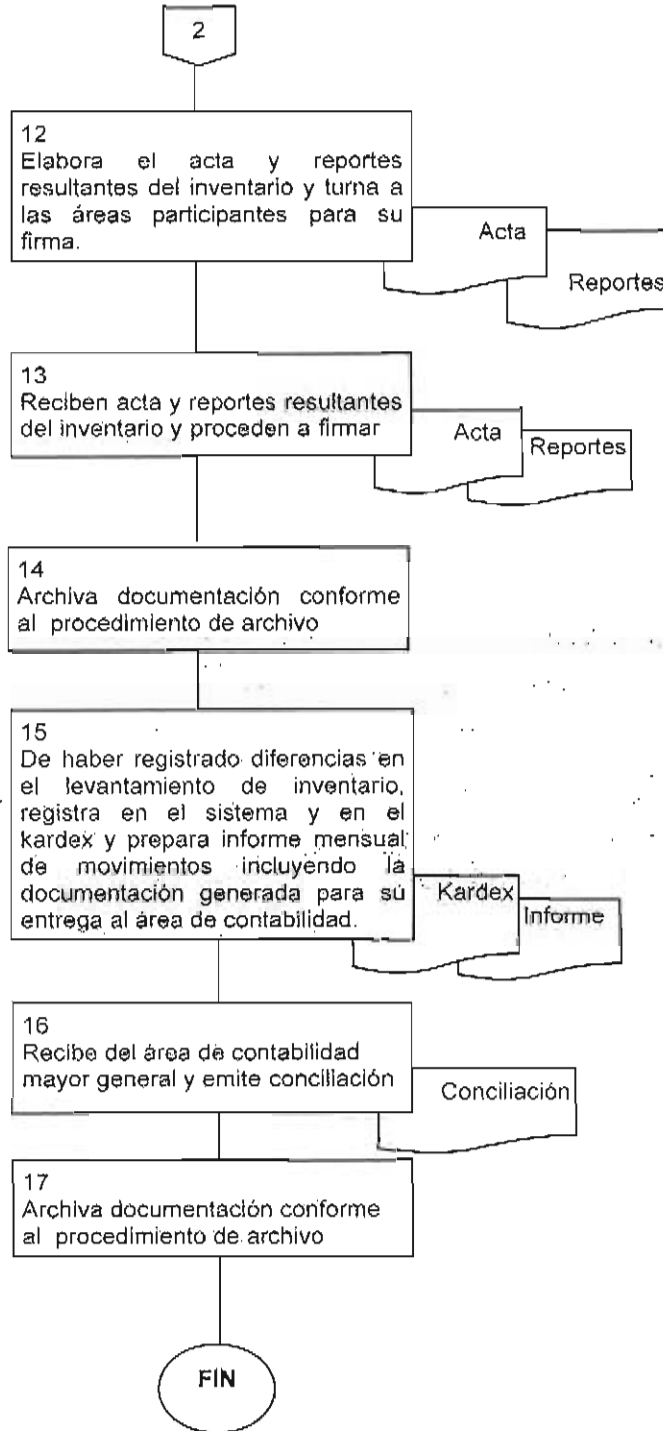 2
12
Elabora el acta y reportes
resultantes del inventario y turna a
las áreas participantes para su
firma.
Acta
Reportes
13
Reciben acta y reportes resultantes
del inventario y proceden a firmar
Acta
Reportes
14
Archiva documentación conforme
al procedimiento de archivo
15
De haber registrado diferencias en
el levantamiento de inventario,
registra en el sistema y en el
kardex y prepara informe mensual
de movimientos incluyendo la
documentación generada para sú
entrega al área de contabilidad.
Kardex
Informe
16
Recibe del área de contabilidad
mayor general y emite conciliación
Conciliación
17
Archiva documentación conforme
al procedimiento de archivo
FIN